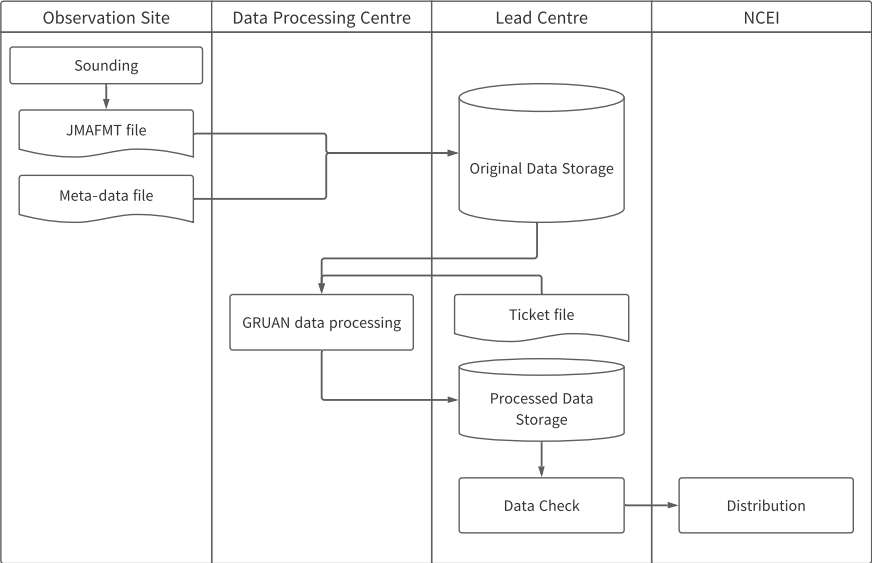 Observation Site
Data Processing Centre
Lead Centre
NCEI
Sounding
JMAFMT file
Meta-data file
Original Data Storage
GRUAN data processing
Ticket file
Processed Data
Storage
Data Check
Distribution